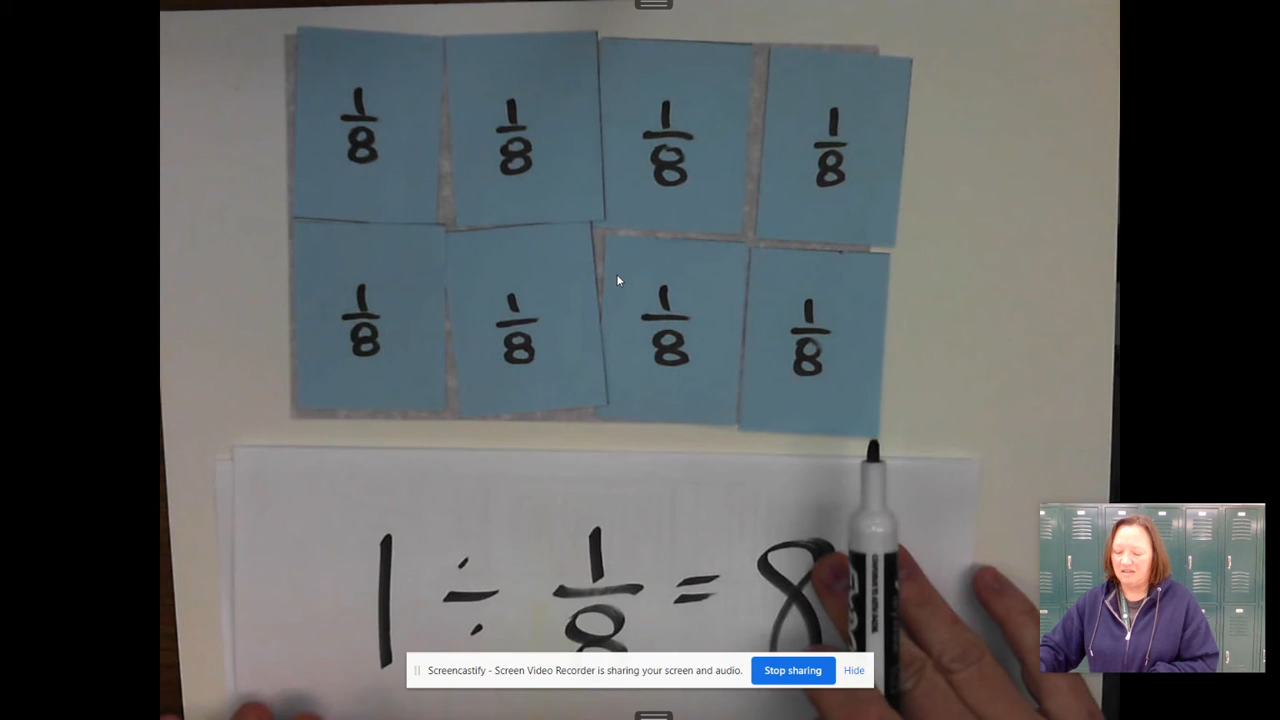 1/8 1/8 1/8 1/8
1/8 1/8 1/8 1/8
1 ÷ 1/8 = 8
Screencastify - Screen Video Recorder is sharing your screen and audio. Stop sharing Hide